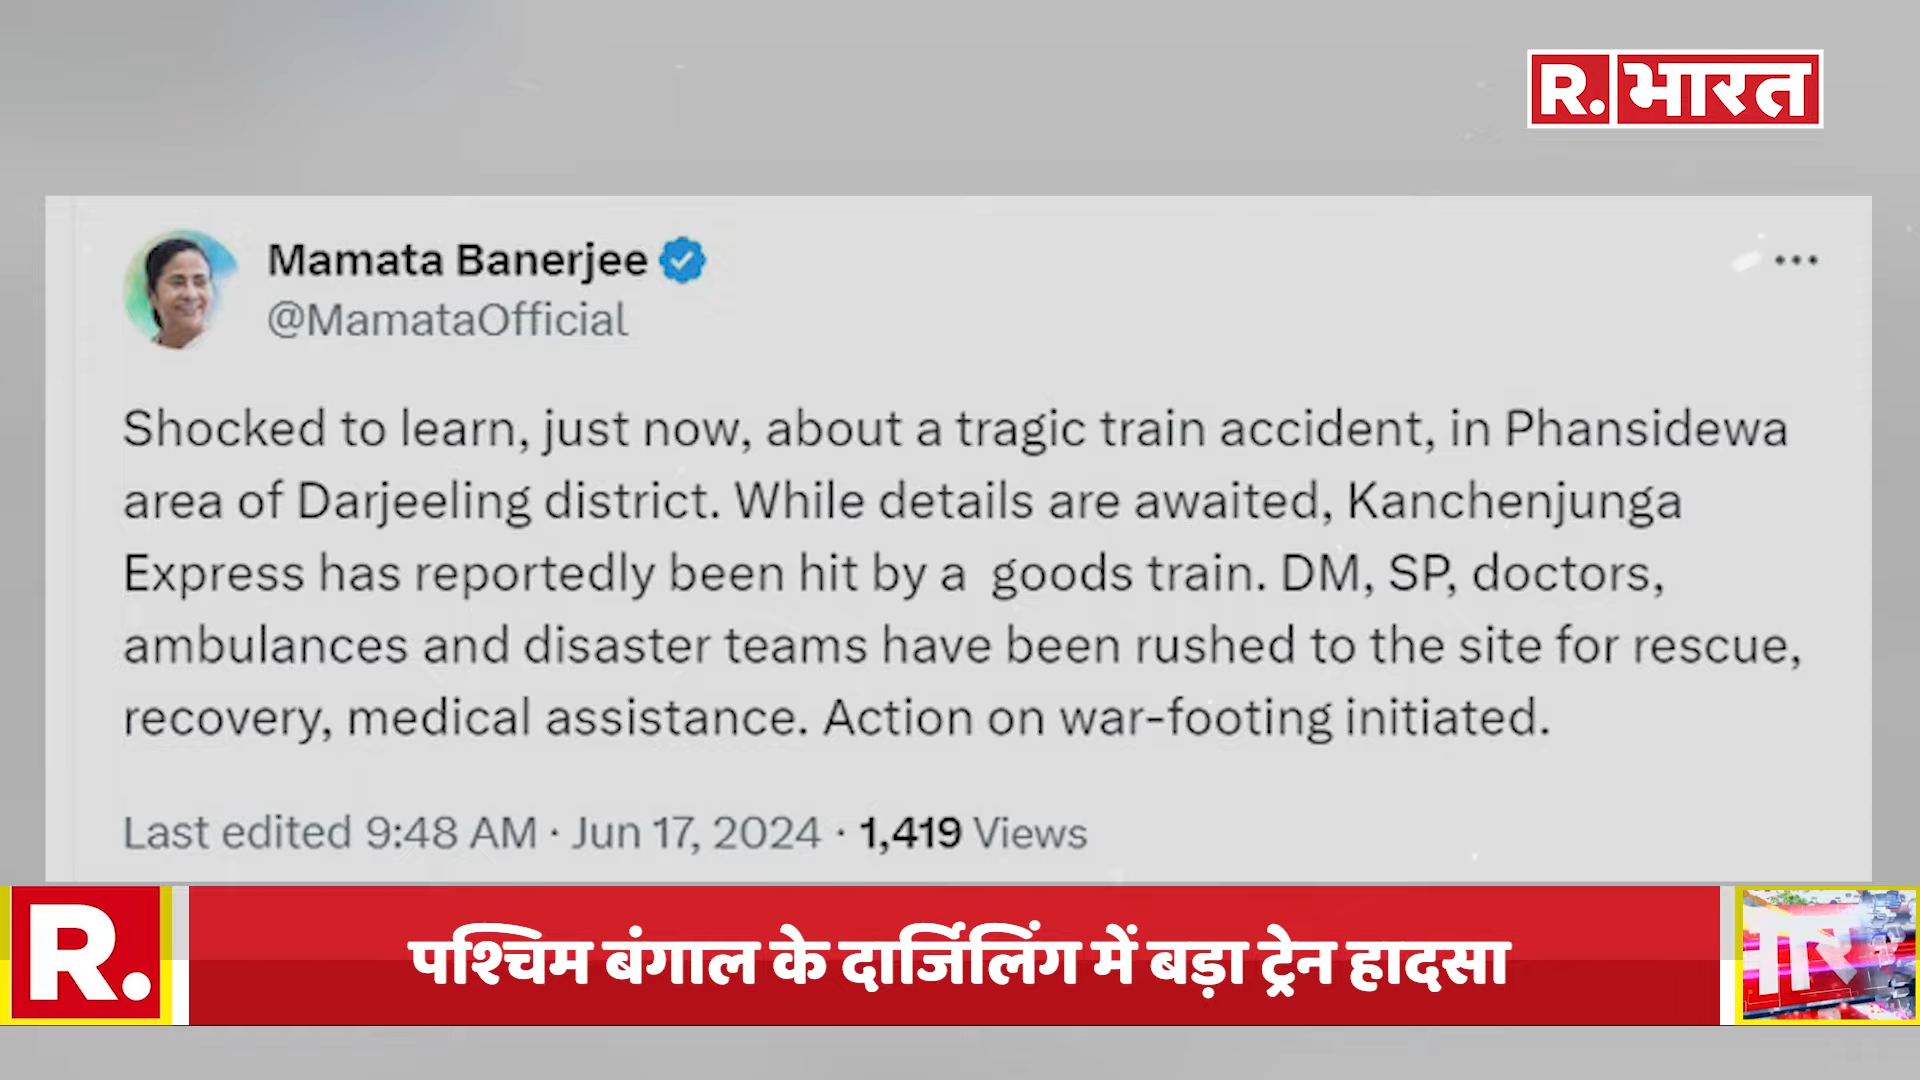 R. भारत
Mamata Banerjee
@MamataOfficial
Shocked to learn, just now, about a tragic train accident, in Phansidewa
area of Darjeeling district. While details are awaited, Kanchenjunga
Express has reportedly been hit by a  goods train. DM, SP, doctors,
ambulances and disaster teams have been rushed to the site for rescue,
recovery, medical assistance. Action on war-footing initiated.
Last edited 9:48 AM · Jun 17, 2024 · 1,419 Views
R.
पश्चिम बंगाल के दार्जिलिंग में बड़ा ट्रेन हादसा